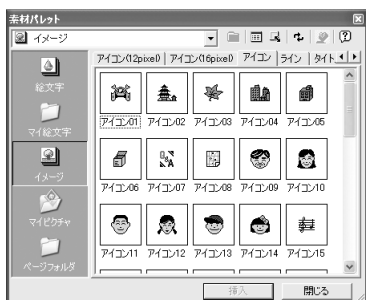 素材パレット
イメージ
アイコン(12pixel) アイコン(16pixel) アイコン ライン タイト
絵文字
マイ絵文字
イメージ
マイピクチャ
ページフォルダ
アイコン01 アイコン02 アイコン03 アイコン04 アイコン05
アイコン06 アイコン07 アイコン08 アイコン09 アイコン10
アイコン11 アイコン12 アイコン13 アイコン14 アイコン15
挿入 閉じる